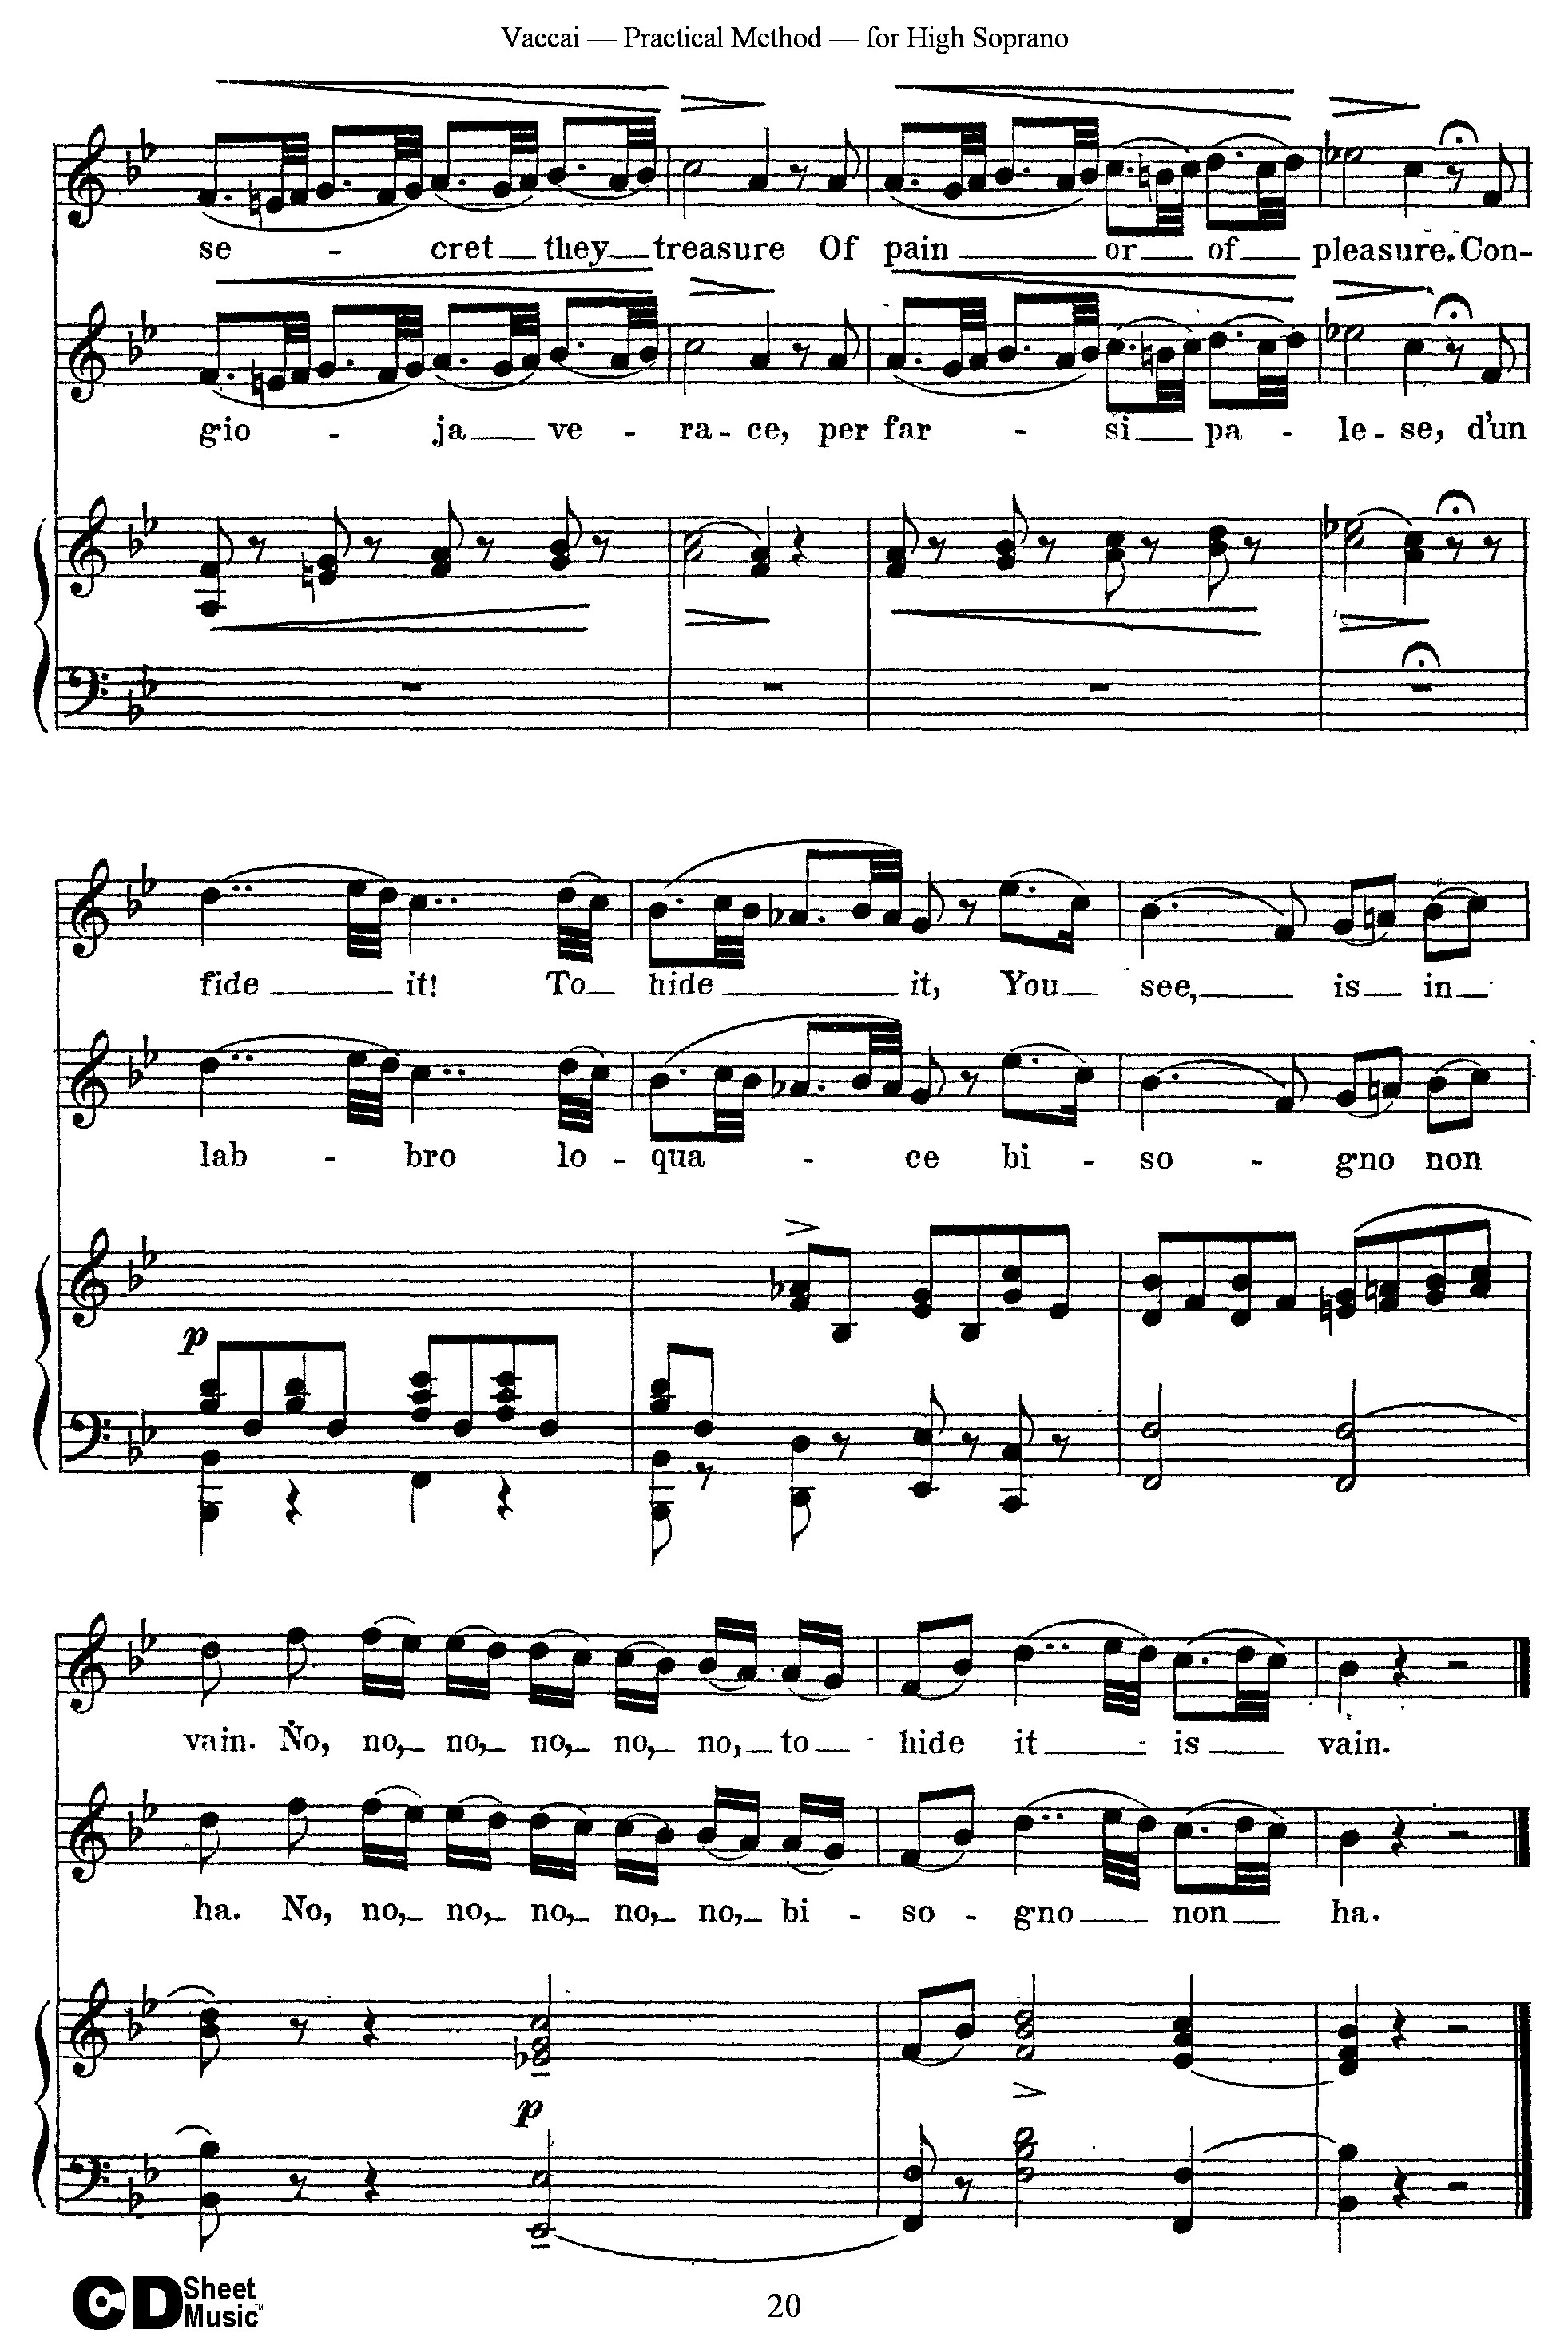 Vaccai — Practical Method — for High Soprano
se - cret they treasure Of pain or of pleasure. Con-
gio - ja ve - ra - ce, per far - si pa - le - se, d'un
fide it! To hide it, You see, is in
lab - bro lo - qua - ce bi - so - gno non
p
vain. No, no, no, no, no, no, to hide it is vain.
ha. No, no, no, no, no, no, bi - so - gno non ha.
p
CD Sheet Music™
20